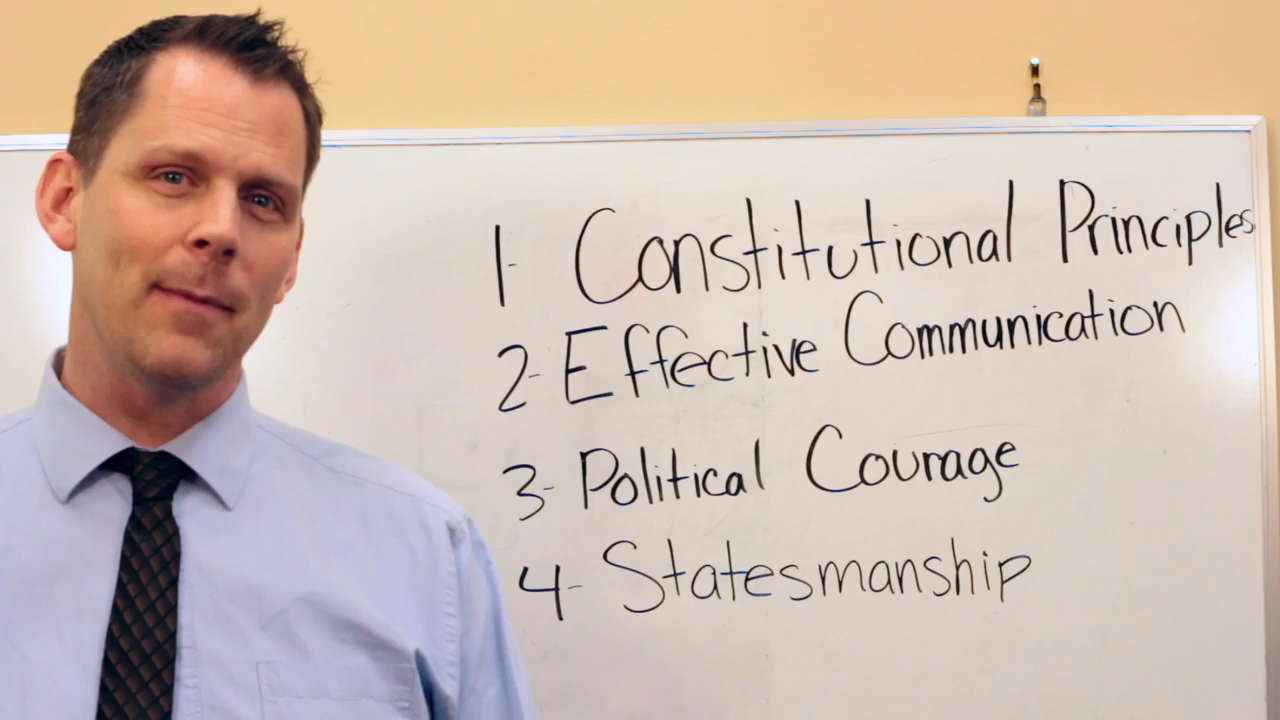 1- Constitutional Principles
2- Effective Communication
3- Political Courage
4- Statesmanship